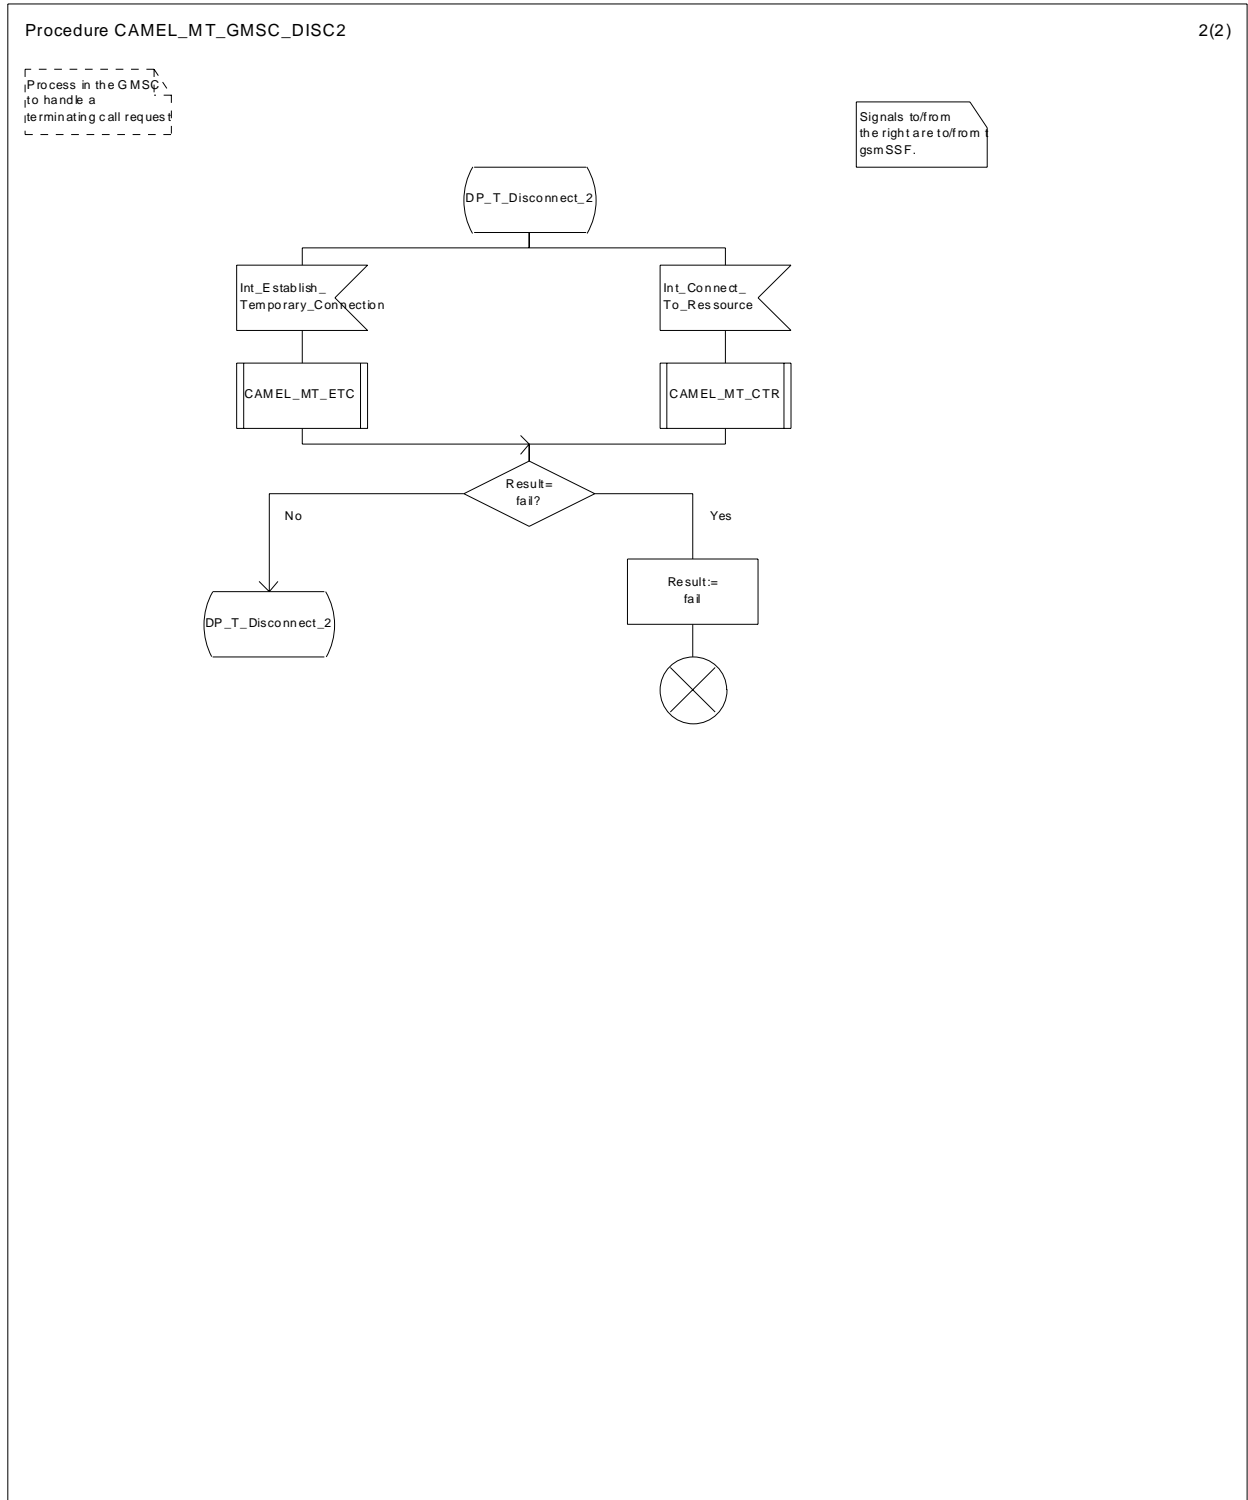 Procedure CAMEL_MT_GMSC_DISC2
2(2)
Process in the GMSC
to handle a
terminating call request
Signals to/from
the right are to/from t
gsmSSF.
DP_T_Disconnect_2
Int_Establish_
Temporary_Connection
Int_Connect_
To_Ressource
CAMEL_MT_ETC
CAMEL_MT_CTR
Result=
fail?
No
Yes
Result:=
fail
DP_T_Disconnect_2